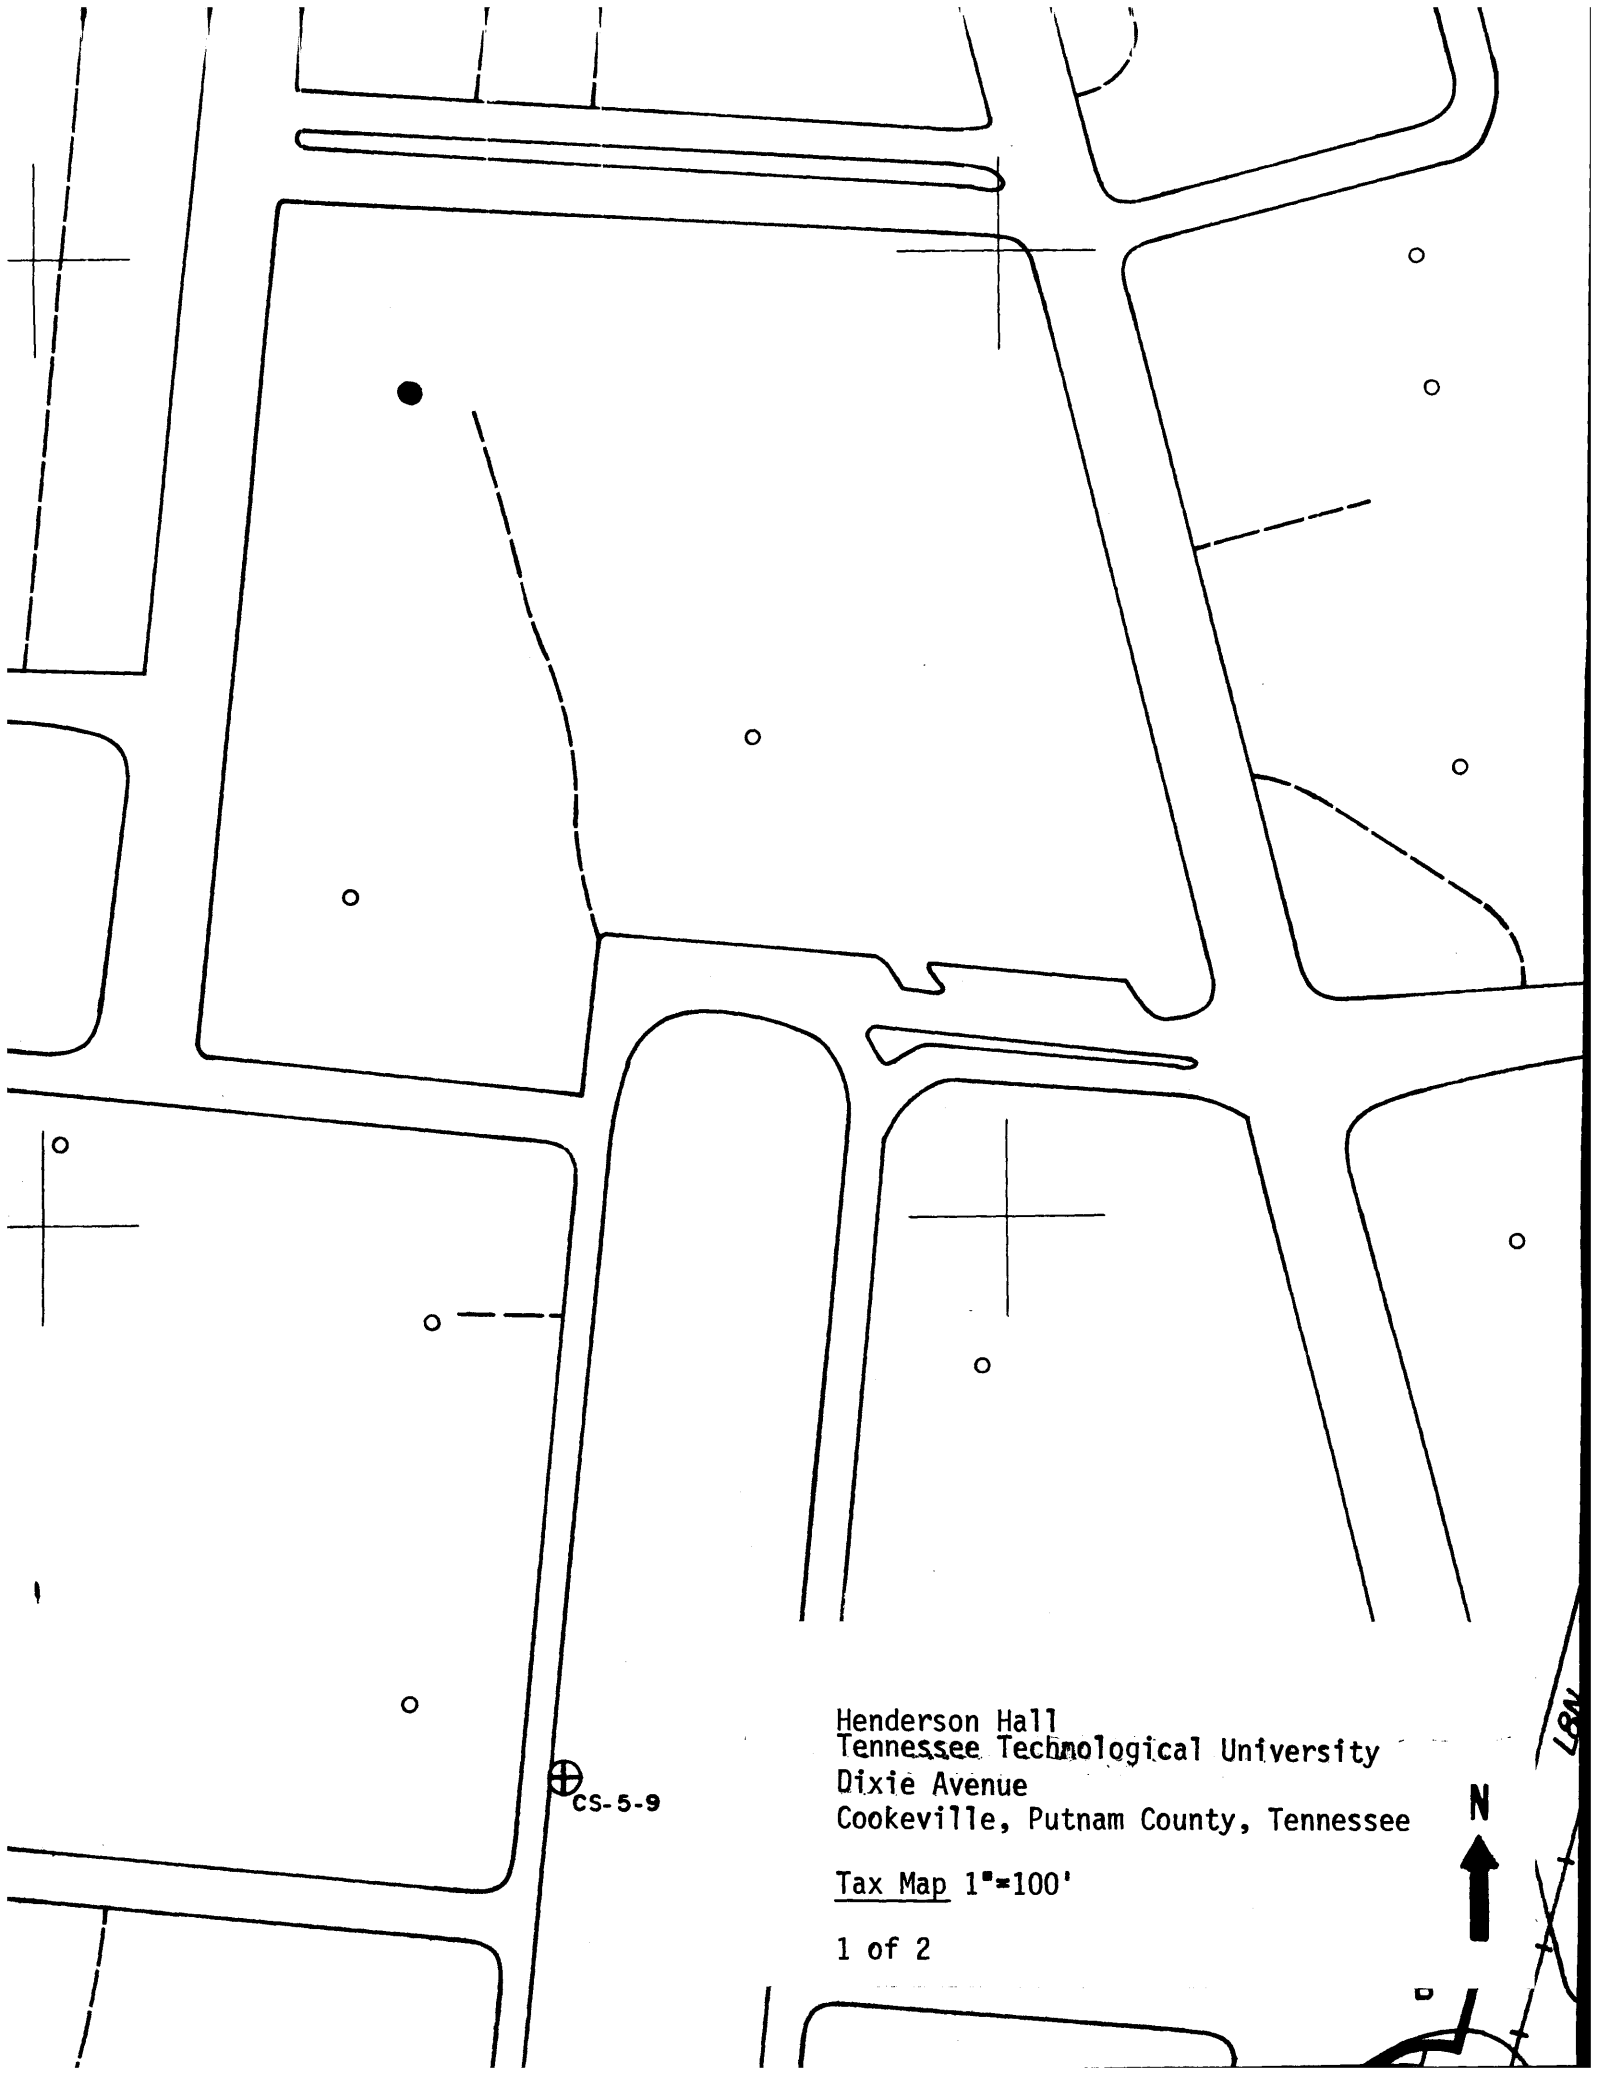 CS-5-9
Henderson Hall
Tennessee Technological University
Dixie Avenue
Cookeville, Putnam County, Tennessee
Tax Map 1"=100'
1 of 2
N
LBN